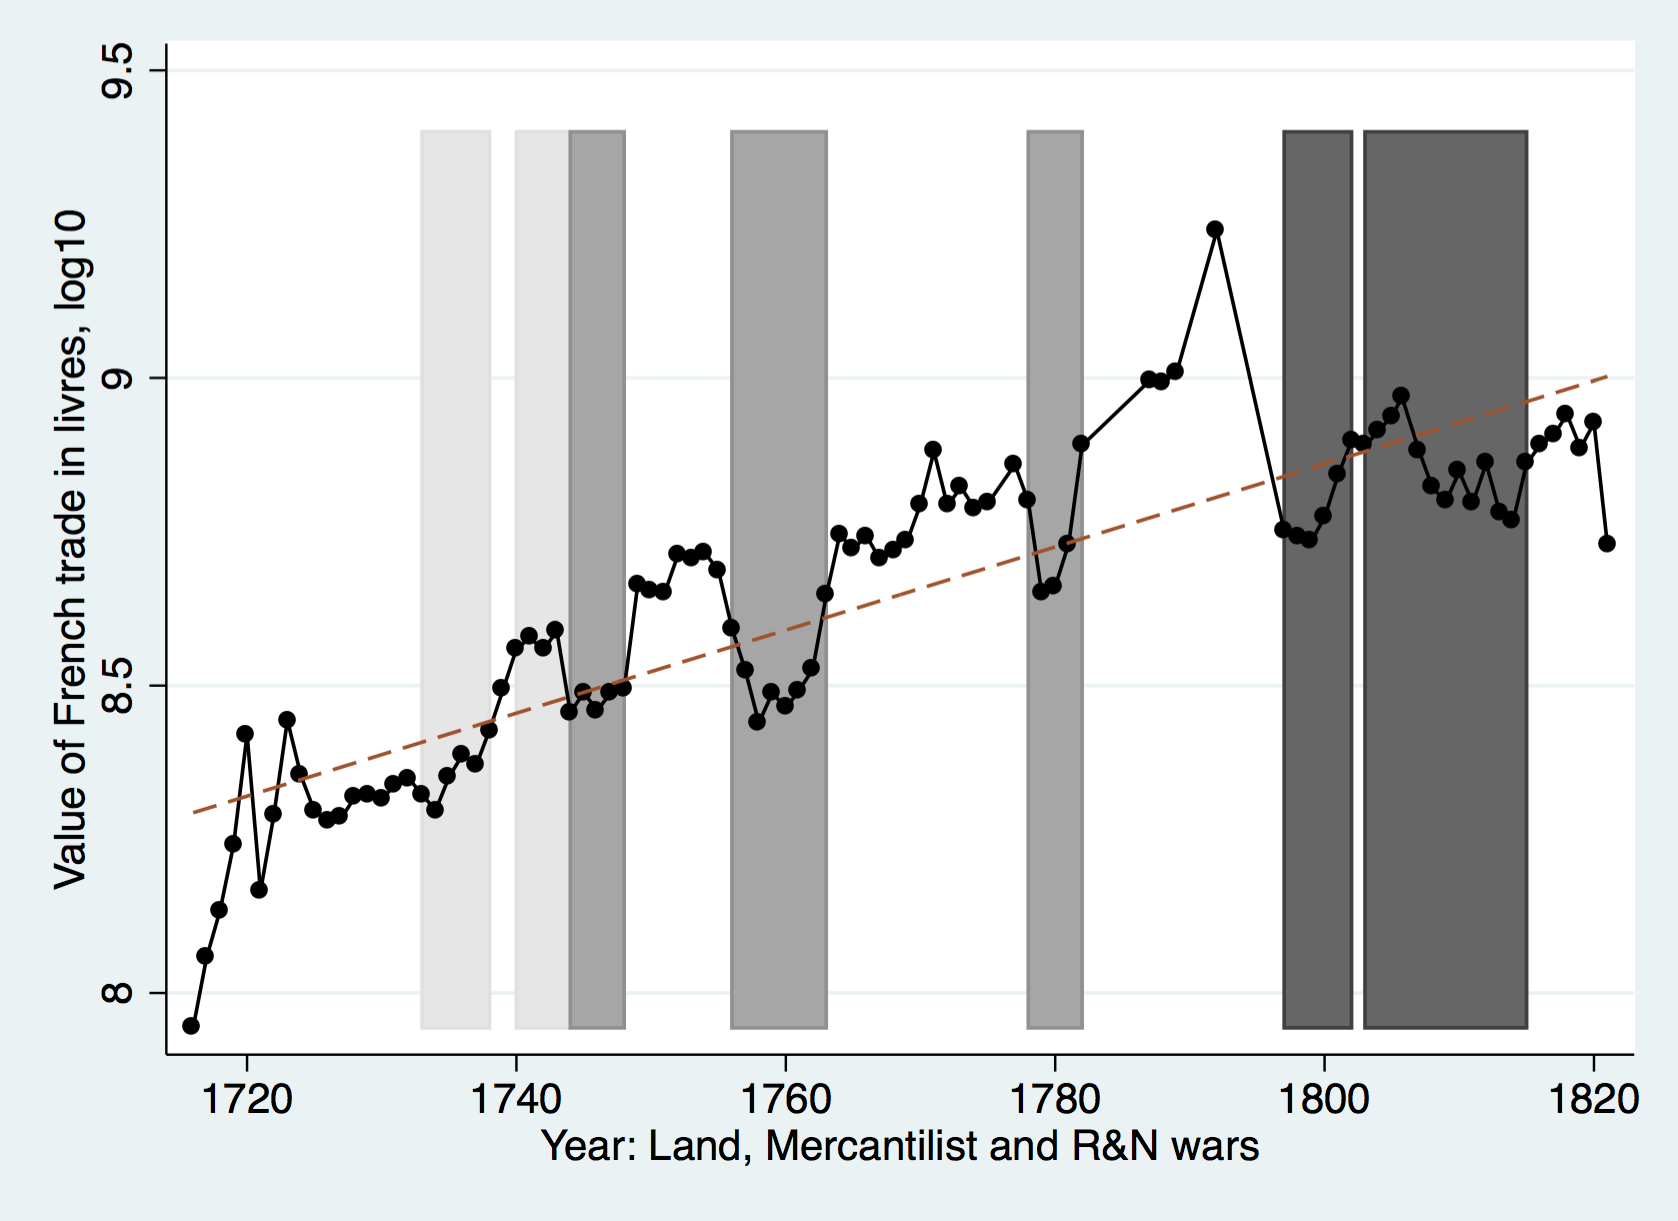 Value of French trade in livres, log10
9.5
9
8.5
8
1720 1740 1760 1780 1800 1820
Year: Land, Mercantilist and R&N wars